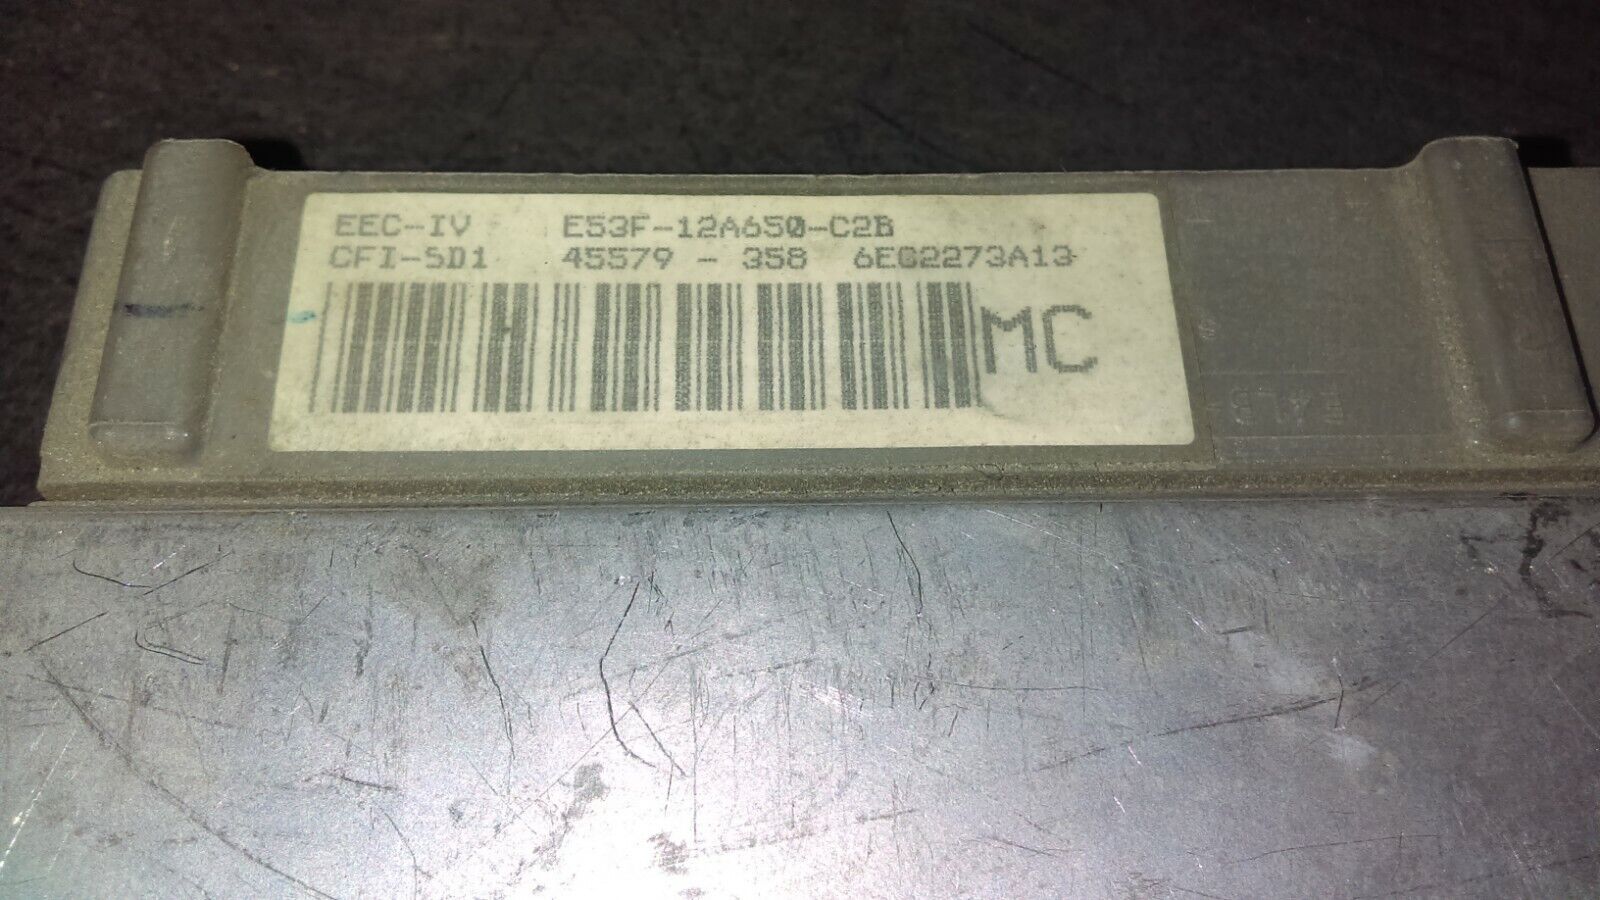 EEC-IV E53F-12A650-C2B
CFI-5D1 45579 - 358 6EG2273A13
MC